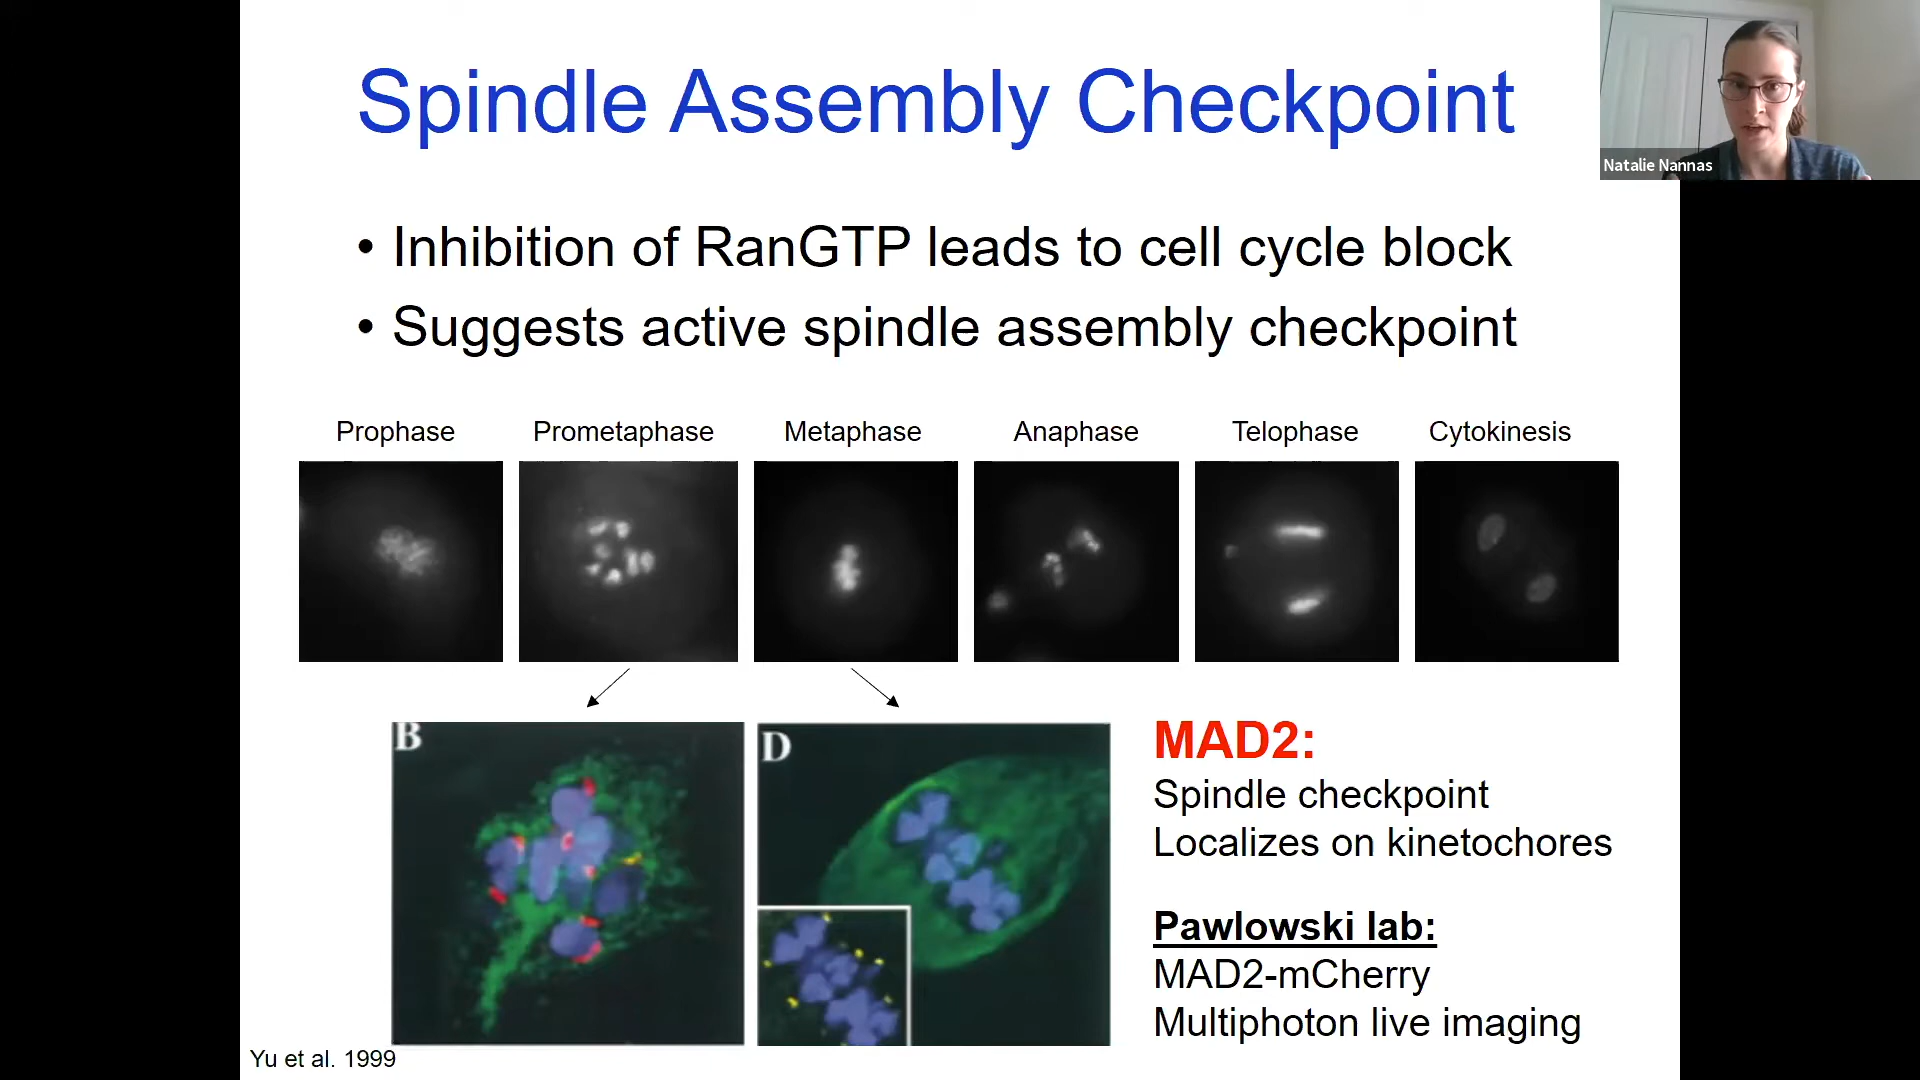 Spindle Assembly Checkpoint
Natalie Nannas
• Inhibition of RanGTP leads to cell cycle block
• Suggests active spindle assembly checkpoint
Prophase Prometaphase Metaphase Anaphase Telophase Cytokinesis
B D
MAD2:
Spindle checkpoint
Localizes on kinetochores
Pawlowski lab:
MAD2-mCherry
Multiphoton live imaging
Yu et al. 1999